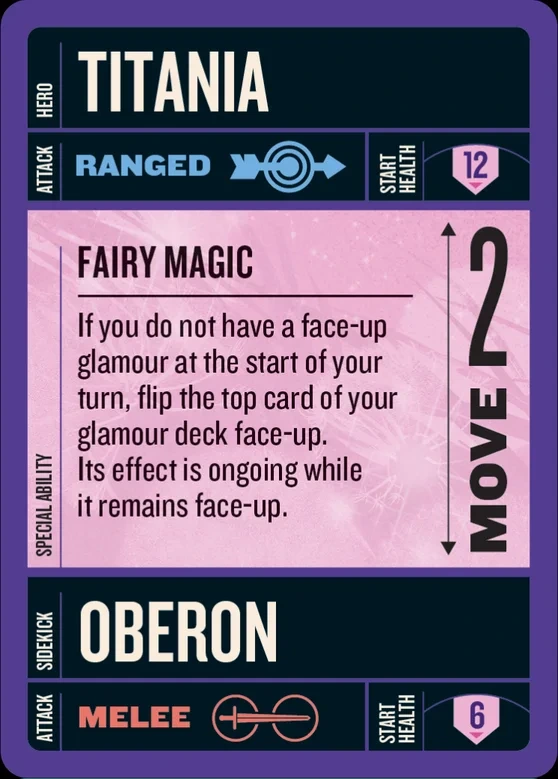 HERO
TITANIA
ATTACK
RANGED
START
HEALTH
12
SPECIAL ABILITY
FAIRY MAGIC
If you do not have a face-up
glamour at the start of your
turn, flip the top card of your
glamour deck face-up.
Its effect is ongoing while
it remains face-up.
MOVE 2
SIDEKICK
OBERON
ATTACK
MELEE
START
HEALTH
6